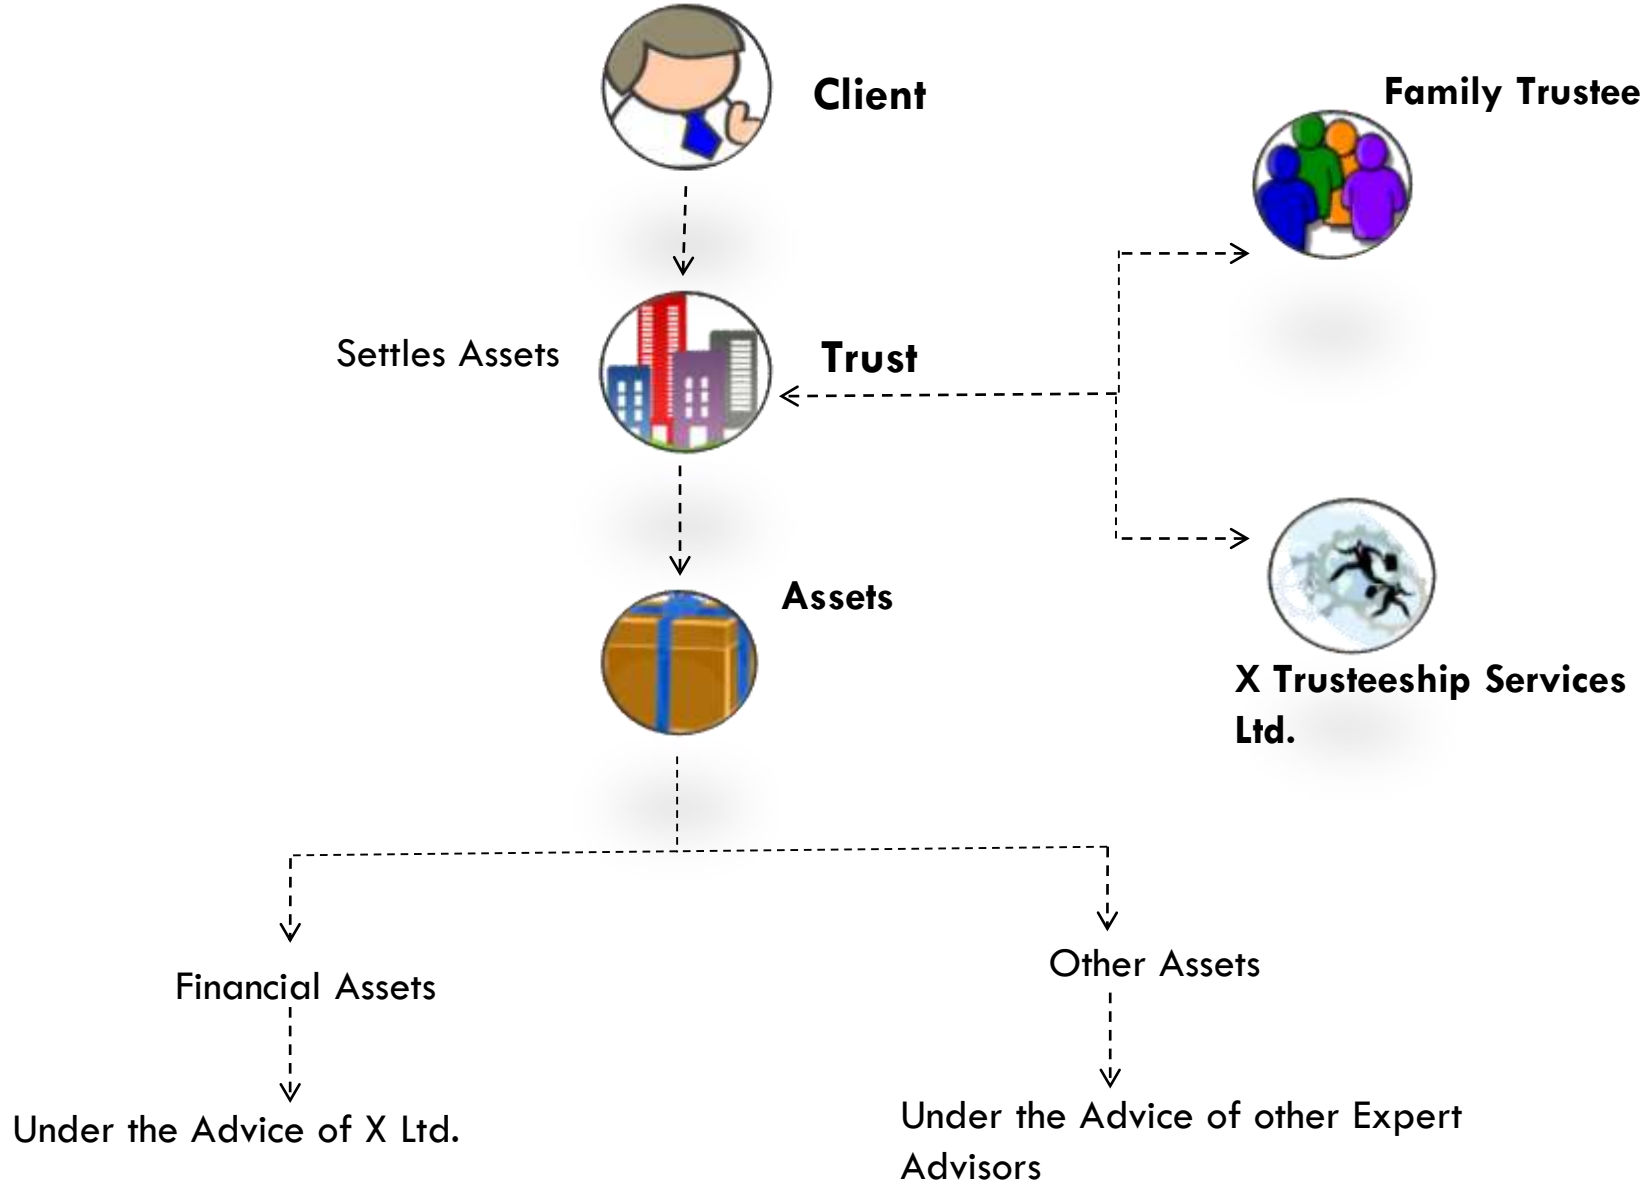 Client
Family Trustee
Settles Assets
Trust
Assets
X Trusteeship Services
Ltd.
Financial Assets
Other Assets
Under the Advice of X Ltd.
Under the Advice of other Expert
Advisors